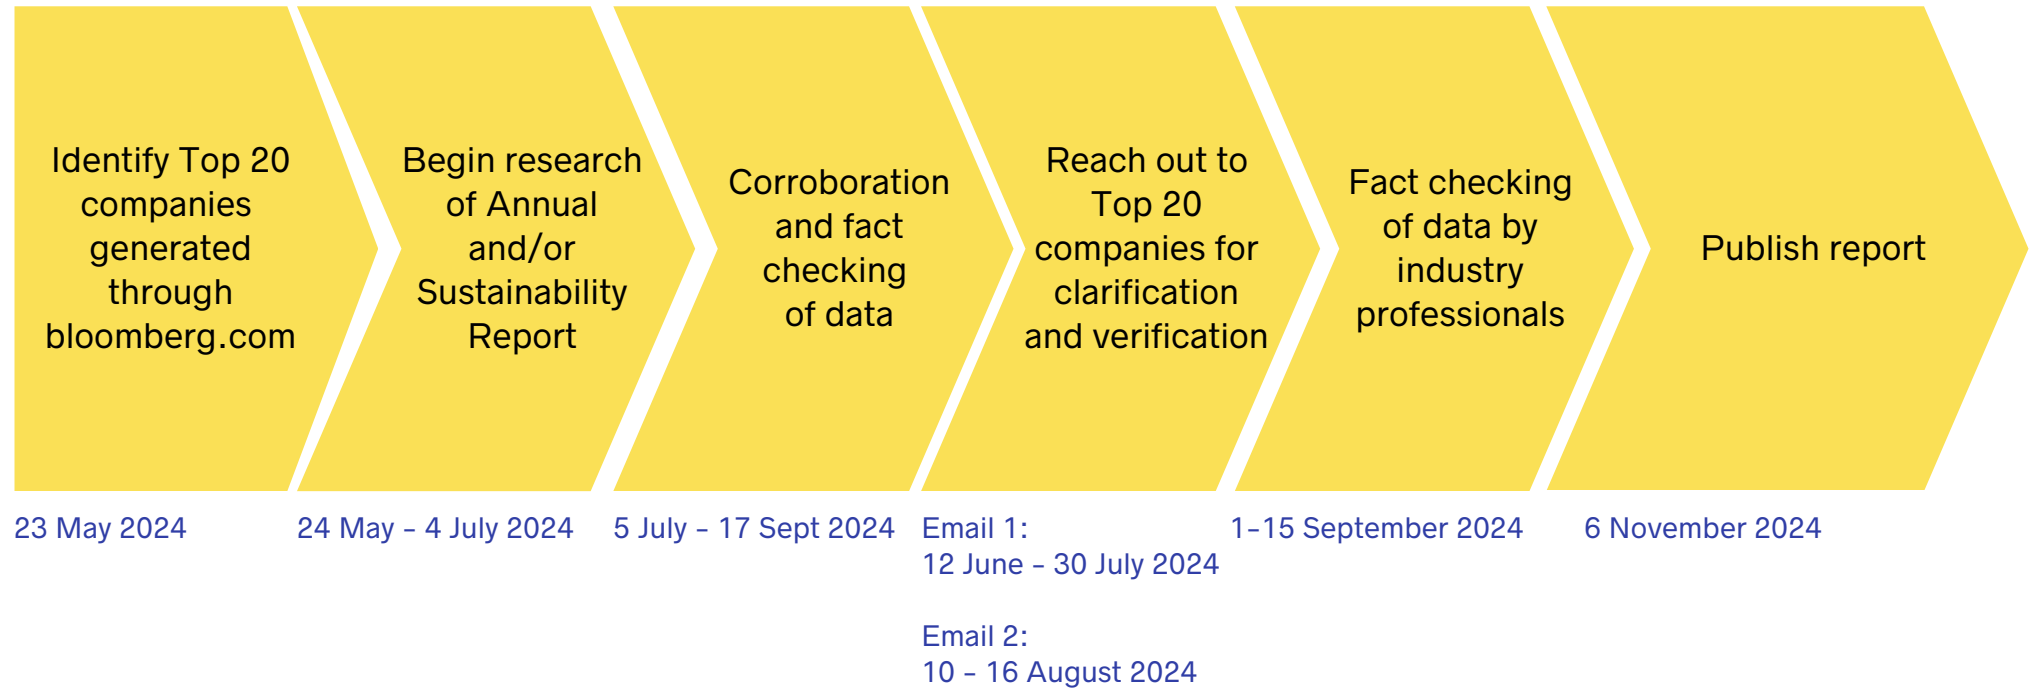 Identify Top 20
companies
generated
through
bloomberg.com
Begin research
of Annual
and/or
Sustainability
Report
Corroboration
and fact
checking
of data
Reach out to
Top 20
companies for
clarification
and verification
Fact checking
of data by
industry
professionals
Publish report
23 May 2024
24 May – 4 July 2024
5 July – 17 Sept 2024
Email 1:
12 June – 30 July 2024
Email 2:
10 – 16 August 2024
1–15 September 2024
6 November 2024